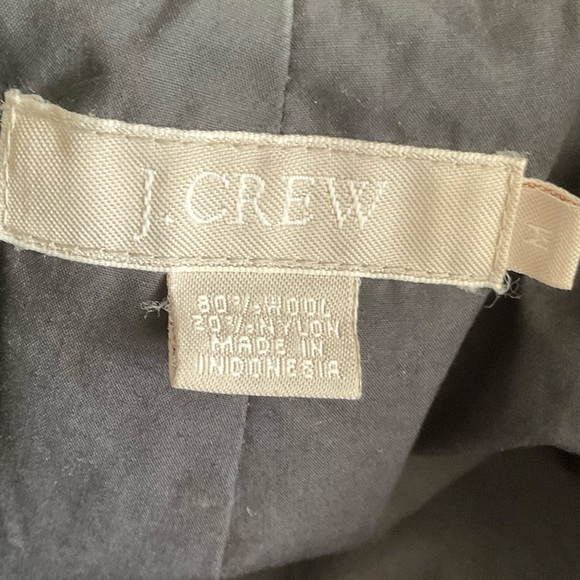 J.CREW
M
80% WOOL
20% NYLON
MADE IN
INDONESIA